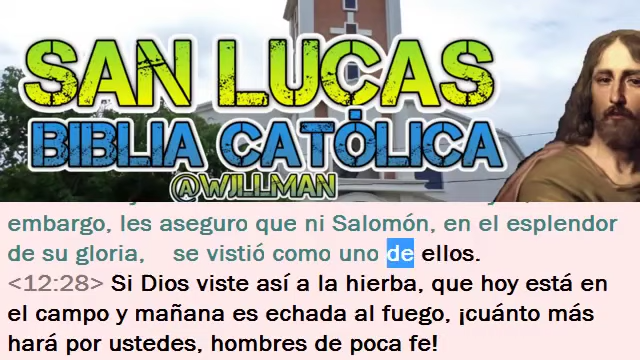 SAN LUCAS
BIBLIA CATÓLICA
@WJLLMAN
embargo, les aseguro que ni Salomón, en el esplendor
de su gloria, se vistió como uno de ellos.
<12:28> Si Dios viste así a la hierba, que hoy está en
el campo y mañana es echada al fuego, ¡cuánto más
hará por ustedes, hombres de poca fe!